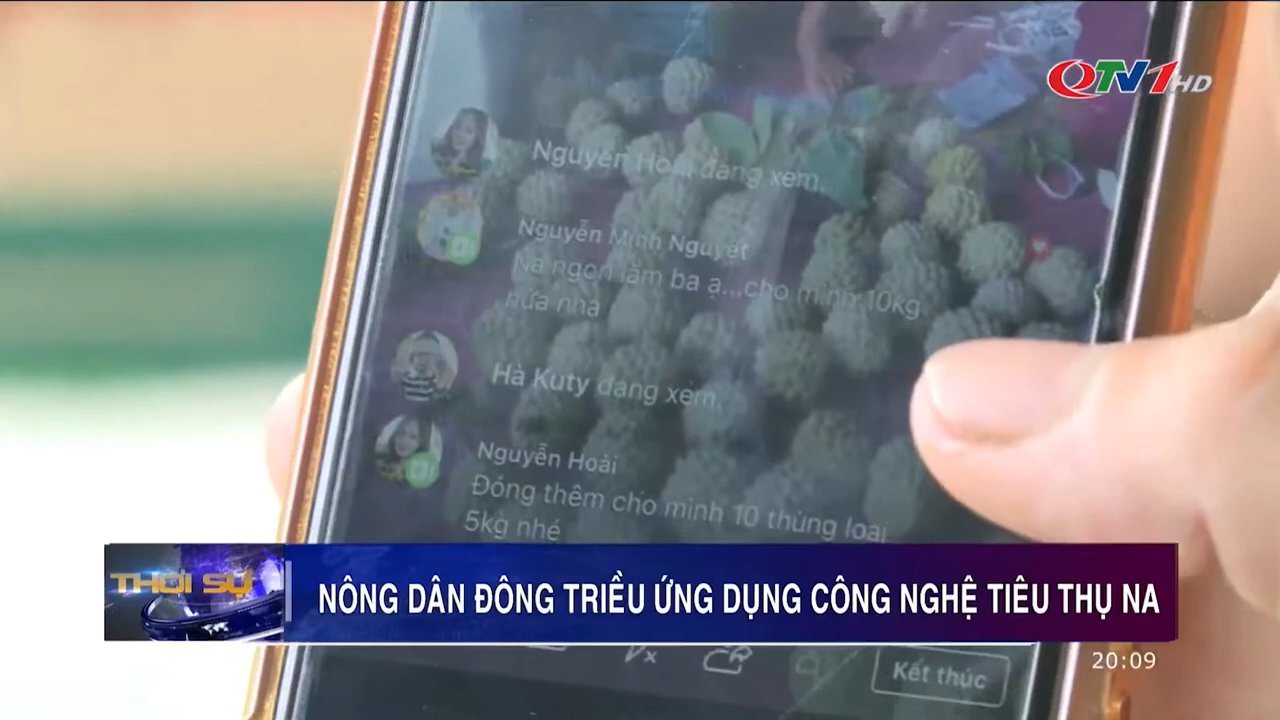 QTV1HD
Nguyễn Hoài đang xem.
Nguyễn Minh Nguyệt
Na ngon lắm bà ạ...cho mình 10kg
nữa nha
Hà Kuty đang xem.
Nguyễn Hoài
Đóng thêm cho mình 10 thùng loại
5kg nhé
THỜI SỰ
NÔNG DÂN ĐÔNG TRIỀU ỨNG DỤNG CÔNG NGHỆ TIÊU THỤ NA
Kết thúc
20:09